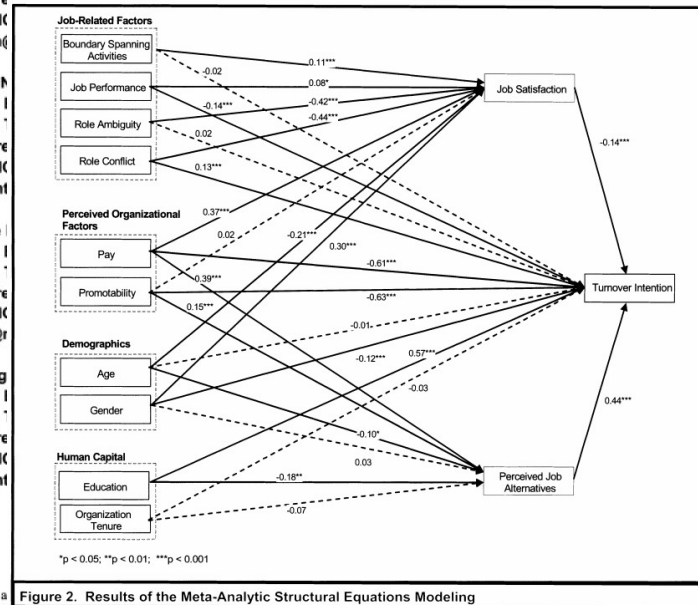 Job-Related Factors
Boundary Spanning
Activities
Job Performance
Role Ambiguity
Role Conflict
Perceived Organizational
Factors
Pay
Promotability
Demographics
Age
Gender
Human Capital
Education
Organization
Tenure
Job Satisfaction
Turnover Intention
Perceived Job
Alternatives
0.11***
-0.02
0.08*
-0.14***
-0.42***
0.02
-0.44***
0.13***
0.37***
0.02
-0.21***
0.30***
-0.39***
0.15***
-0.61***
-0.63***
-0.01
-0.12***
0.57***
-0.03
-0.10*
0.03
-0.18**
-0.07
-0.14***
0.44***
*p < 0.05; **p < 0.01; ***p < 0.001
Figure 2. Results of the Meta-Analytic Structural Equations Modeling